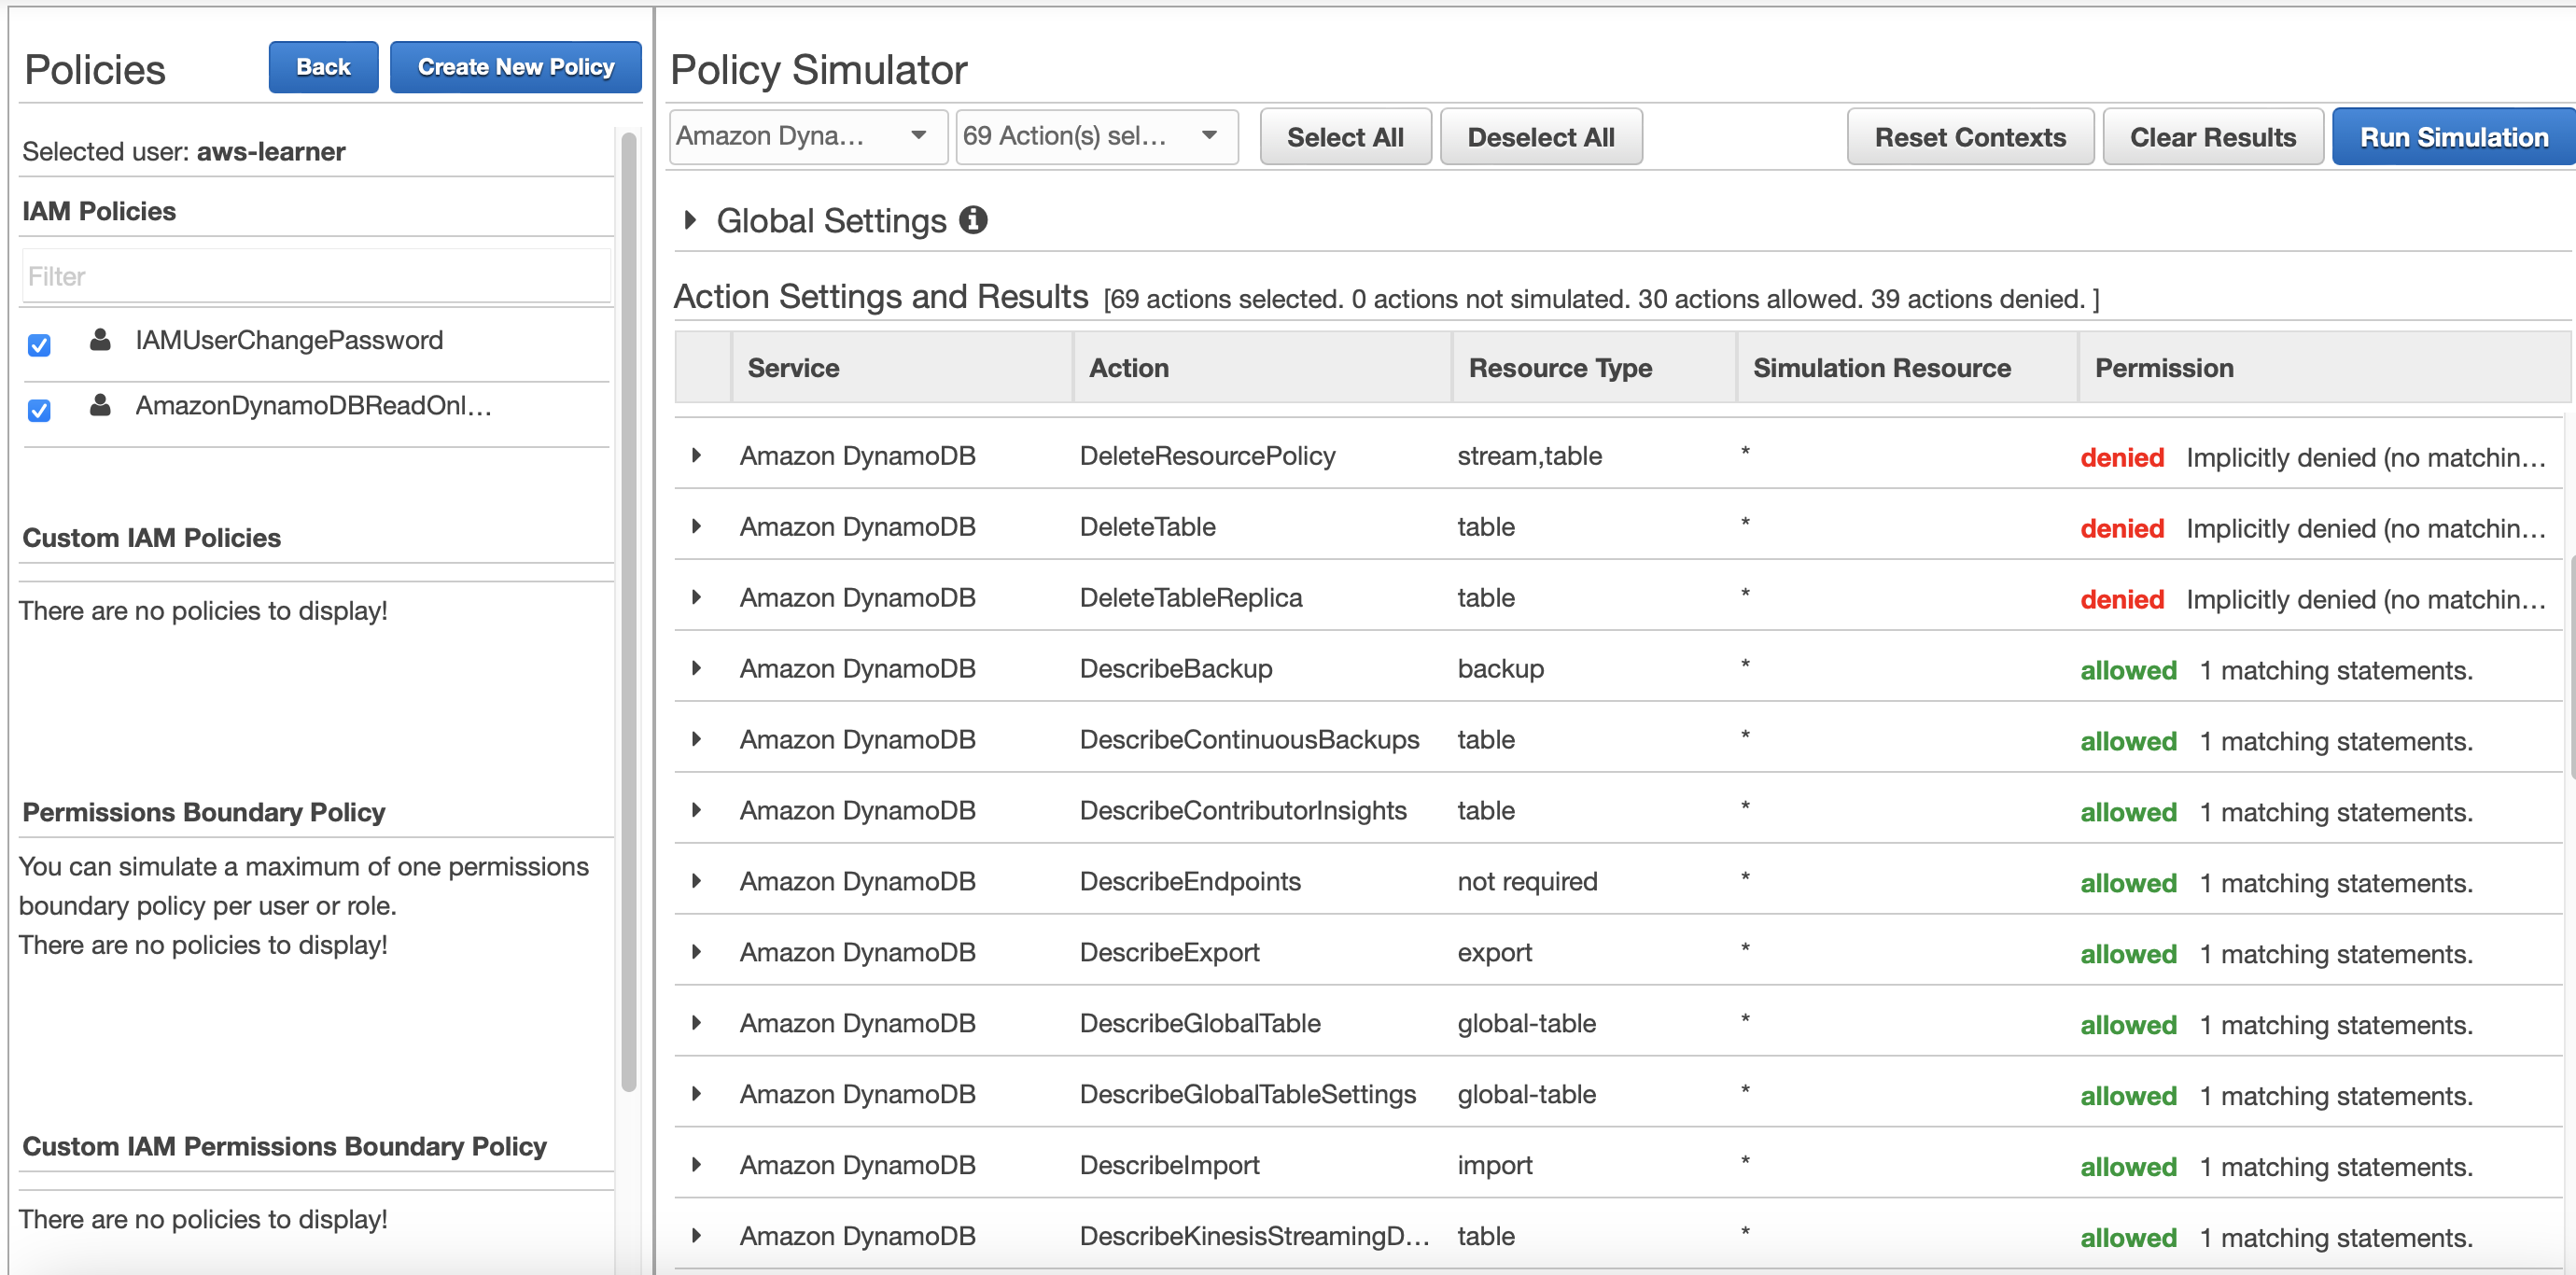 Policies
Back
Create New Policy
Selected user: aws-learner
IAM Policies
Filter
IAMUserChangePassword
AmazonDynamoDBReadOnl...
Custom IAM Policies
There are no policies to display!
Permissions Boundary Policy
You can simulate a maximum of one permissions
boundary policy per user or role.
There are no policies to display!
Custom IAM Permissions Boundary Policy
There are no policies to display!
Policy Simulator
Amazon Dyna...
69 Action(s) sel...
Select All
Deselect All
Reset Contexts
Clear Results
Run Simulation
Global Settings
Action Settings and Results [69 actions selected. 0 actions not simulated. 30 actions allowed. 39 actions denied. ]
Service Action Resource Type Simulation Resource Permission
Amazon DynamoDB DeleteResourcePolicy stream,table * denied Implicitly denied (no matchin...
Amazon DynamoDB DeleteTable table * denied Implicitly denied (no matchin...
Amazon DynamoDB DeleteTableReplica table * denied Implicitly denied (no matchin...
Amazon DynamoDB DescribeBackup backup * allowed 1 matching statements.
Amazon DynamoDB DescribeContinuousBackups table * allowed 1 matching statements.
Amazon DynamoDB DescribeContributorInsights table * allowed 1 matching statements.
Amazon DynamoDB DescribeEndpoints not required * allowed 1 matching statements.
Amazon DynamoDB DescribeExport export * allowed 1 matching statements.
Amazon DynamoDB DescribeGlobalTable global-table * allowed 1 matching statements.
Amazon DynamoDB DescribeGlobalTableSettings global-table * allowed 1 matching statements.
Amazon DynamoDB DescribeImport import * allowed 1 matching statements.
Amazon DynamoDB DescribeKinesisStreamingD... table * allowed 1 matching statements.